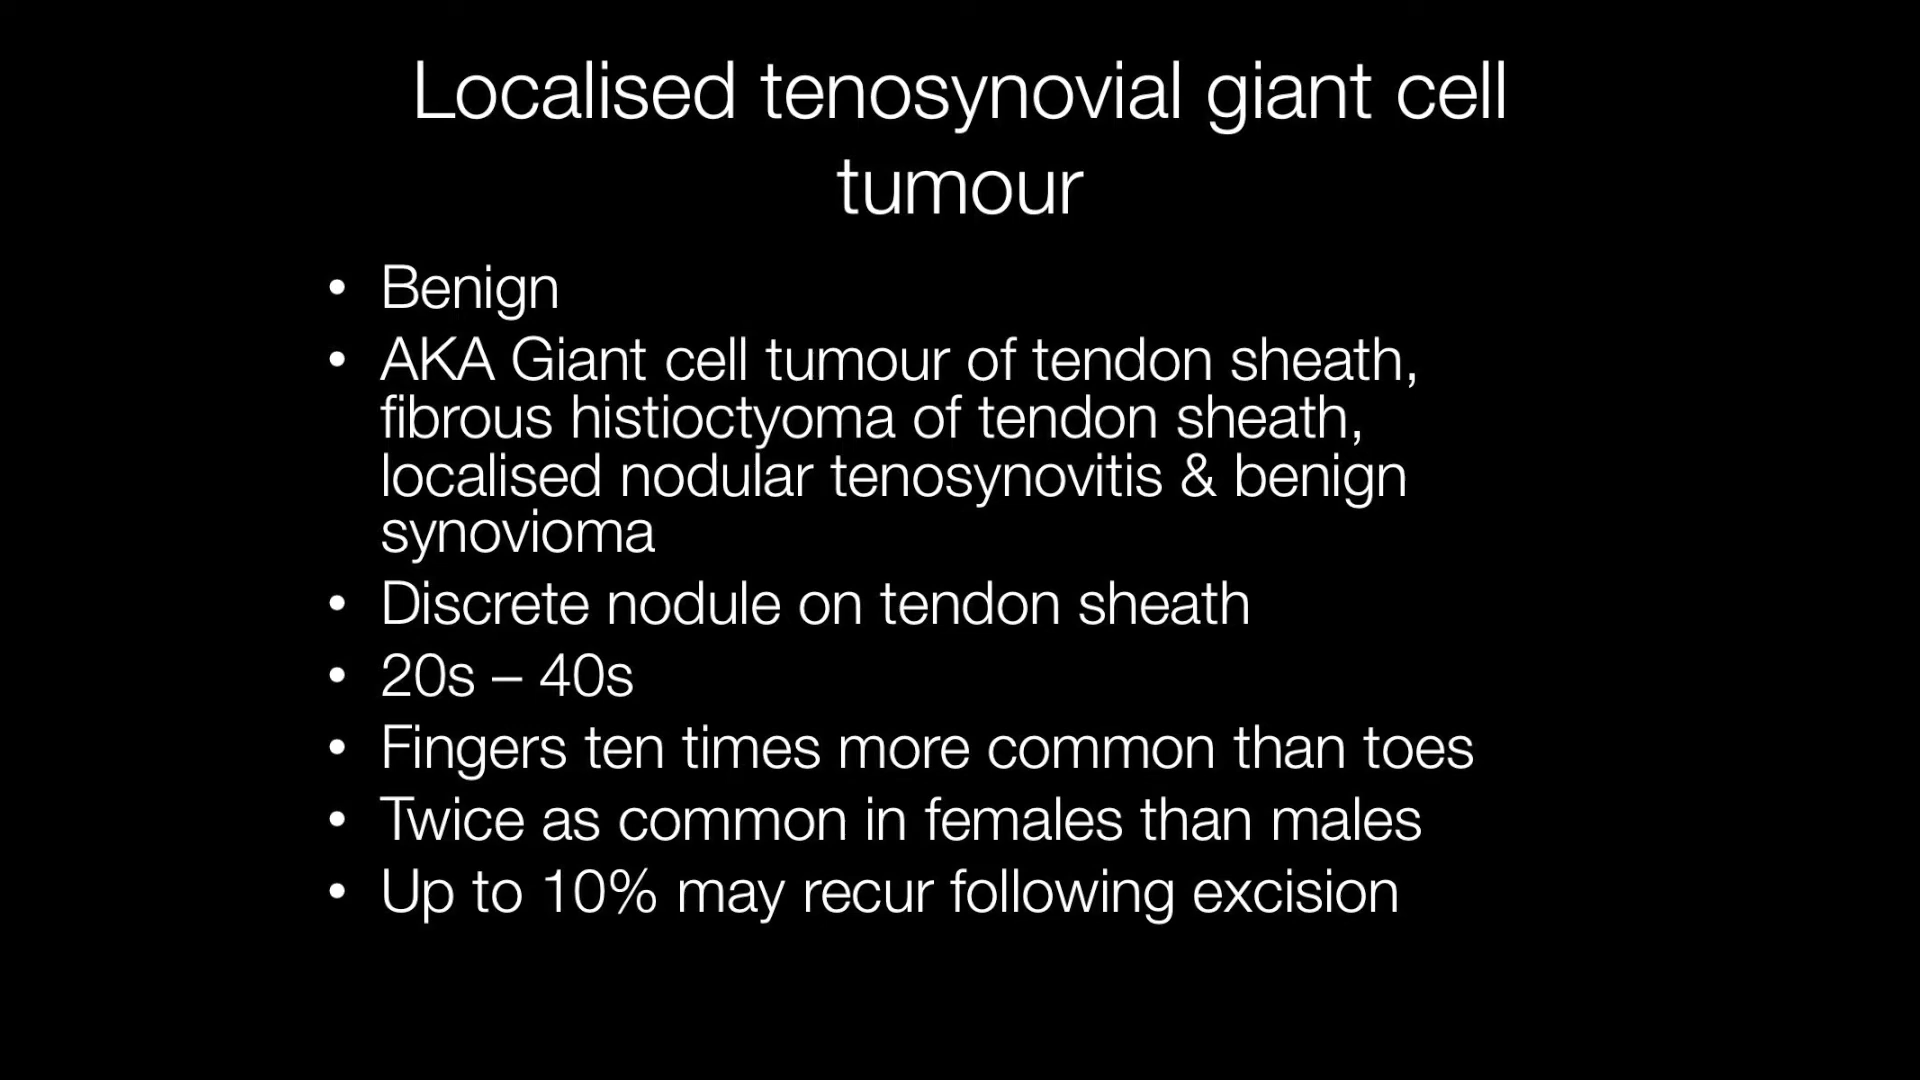 Localised tenosynovial giant cell
tumour
• Benign
• AKA Giant cell tumour of tendon sheath,
fibrous histioctyoma of tendon sheath,
localised nodular tenosynovitis & benign
synovioma
• Discrete nodule on tendon sheath
• 20s – 40s
• Fingers ten times more common than toes
• Twice as common in females than males
• Up to 10% may recur following excision